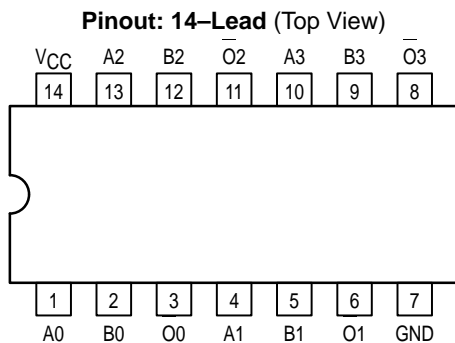 Pinout: 14–Lead (Top View)
VCC A2 B2 O2 A3 B3 O3
14 13 12 11 10 9 8
1 2 3 4 5 6 7
A0 B0 O0 A1 B1 O1 GND